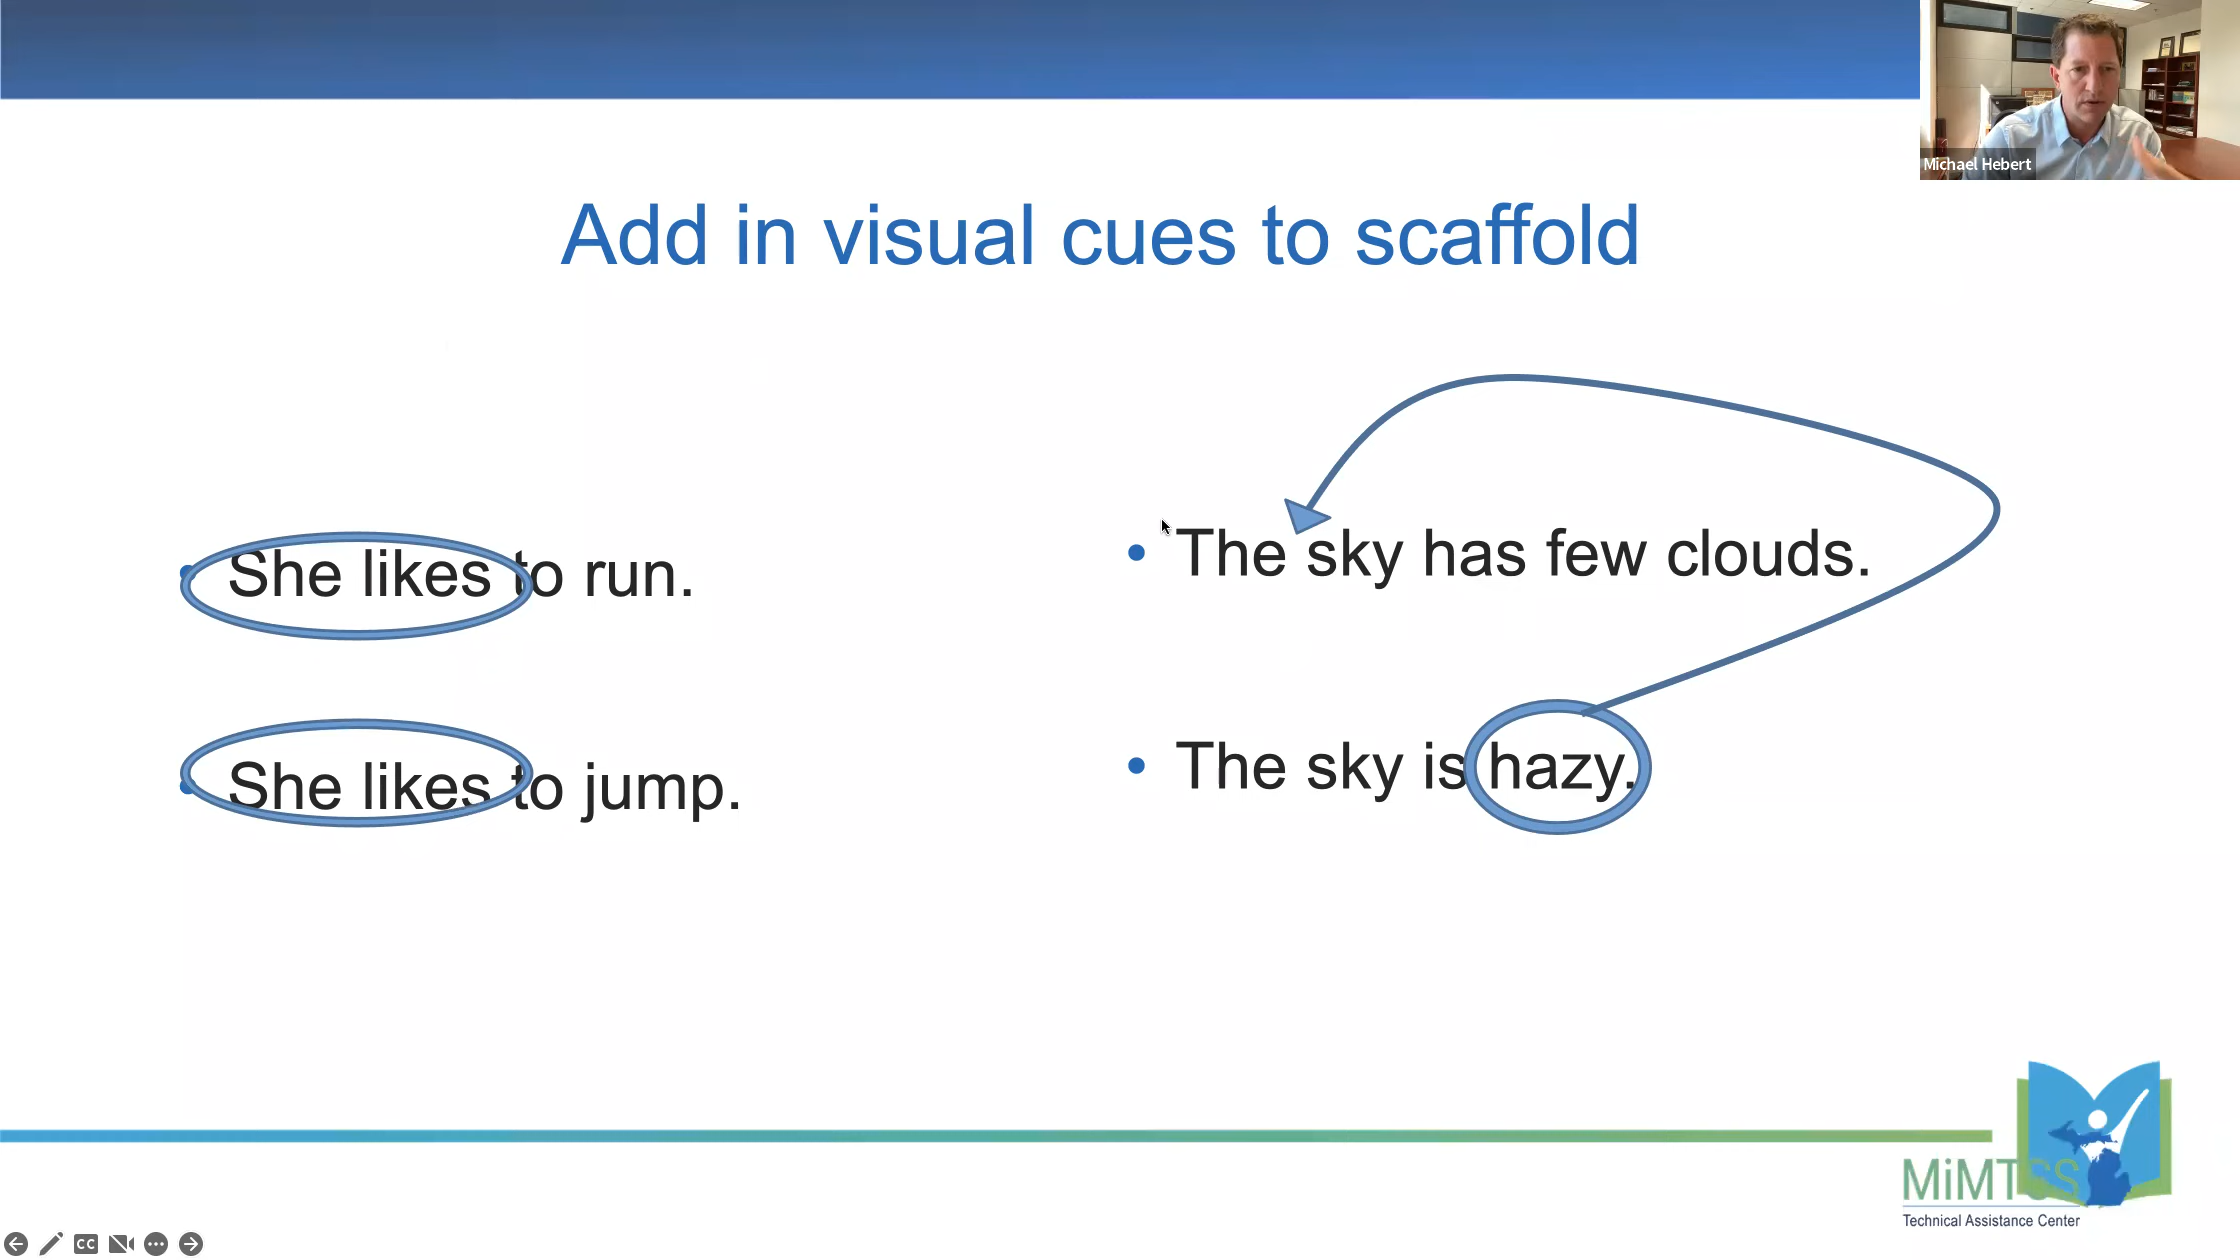 Michael Hebert
Add in visual cues to scaffold
• She likes to run.
• She likes to jump.
• The sky has few clouds.
• The sky is hazy.
MiMTSS
Technical Assistance Center
CC